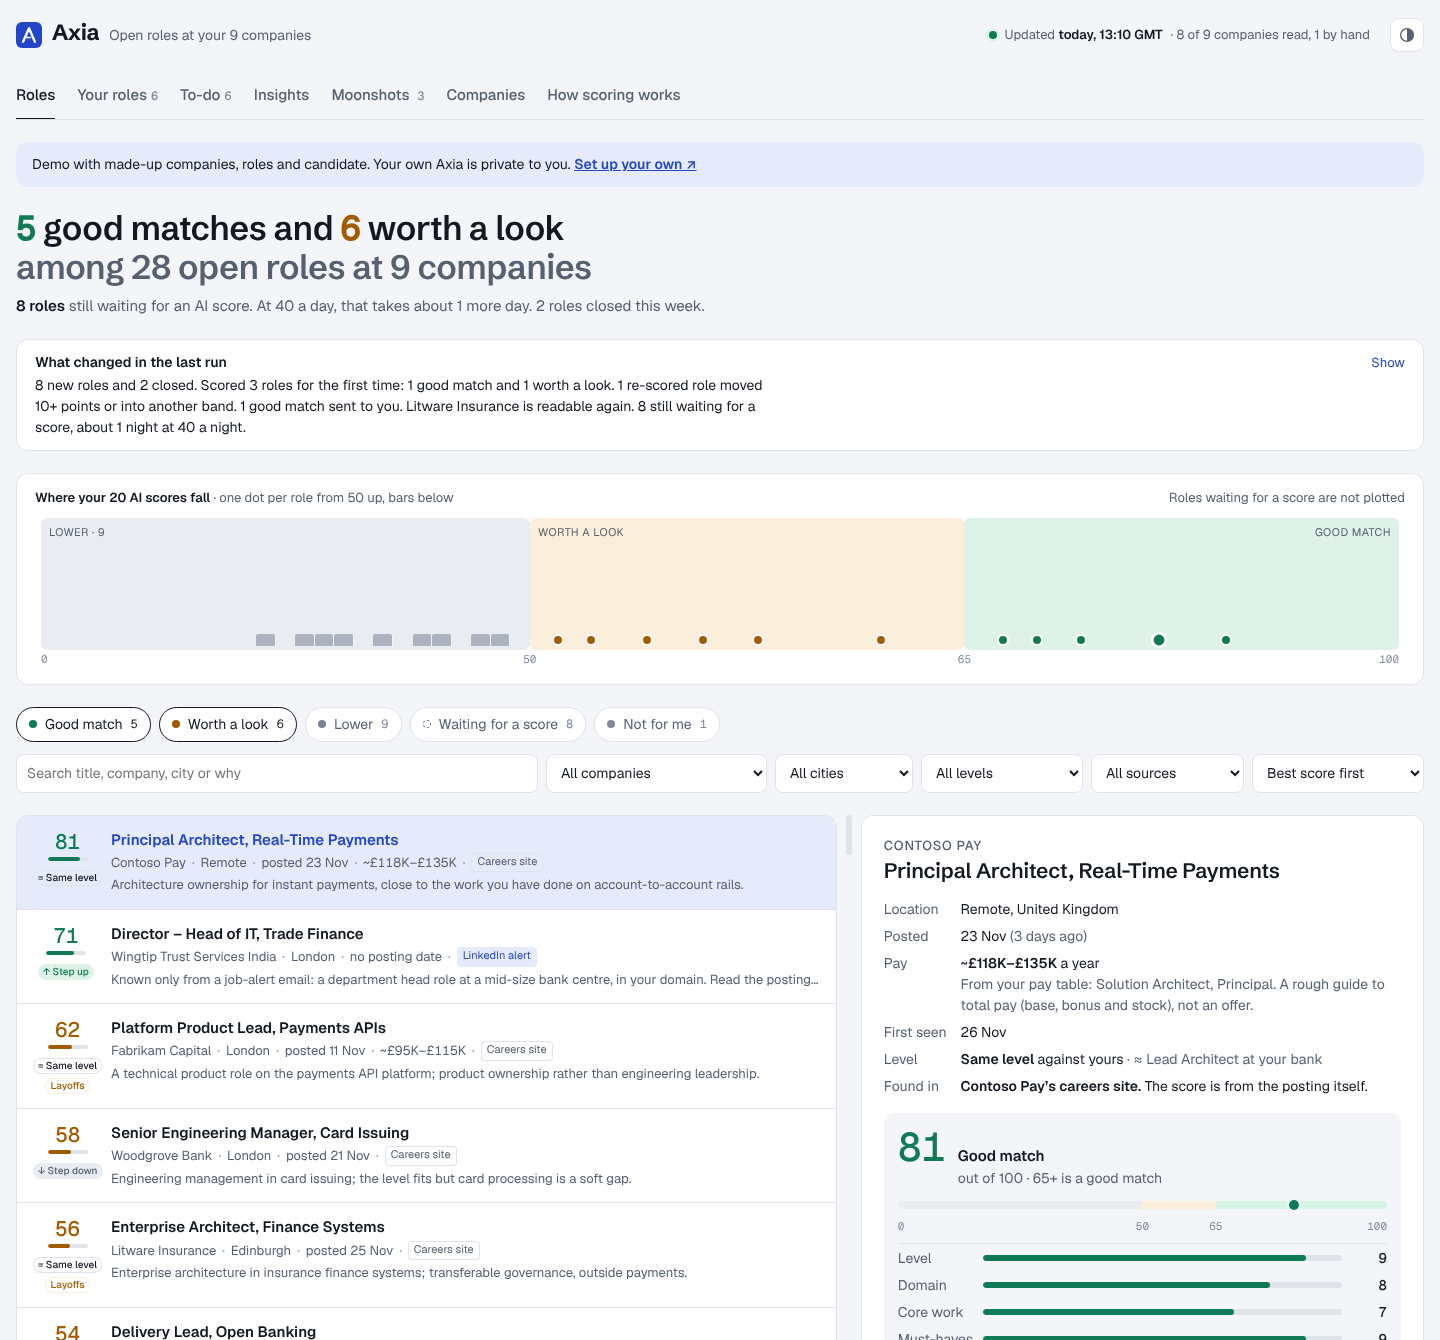 Axia Open roles at your 9 companies
Updated today, 13:10 GMT · 8 of 9 companies read, 1 by hand
Roles Your roles 6 To-do 6 Insights Moonshots 3 Companies How scoring works
Demo with made-up companies, roles and candidate. Your own Axia is private to you. Set up your own ↗
5 good matches and 6 worth a look
among 28 open roles at 9 companies
8 roles still waiting for an AI score. At 40 a day, that takes about 1 more day. 2 roles closed this week.
What changed in the last run
Show
8 new roles and 2 closed. Scored 3 roles for the first time: 1 good match and 1 worth a look. 1 re-scored role moved
10+ points or into another band. 1 good match sent to you. Litware Insurance is readable again. 8 still waiting for a
score, about 1 night at 40 a night.
Where your 20 AI scores fall · one dot per role from 50 up, bars below
Roles waiting for a score are not plotted
LOWER · 9
WORTH A LOOK
GOOD MATCH
0 50 65 100
Good match 5 Worth a look 6 Lower 9 Waiting for a score 8 Not for me 1
Search title, company, city or why
All companies All cities All levels All sources Best score first
81
= Same level
Principal Architect, Real-Time Payments
Contoso Pay · Remote · posted 23 Nov · ~£118K–£135K · Careers site
Architecture ownership for instant payments, close to the work you have done on account-to-account rails.
71
↑ Step up
Director – Head of IT, Trade Finance
Wingtip Trust Services India · London · no posting date · LinkedIn alert
Known only from a job-alert email: a department head role at a mid-size bank centre, in your domain. Read the posting…
62
= Same level
Layoffs
Platform Product Lead, Payments APIs
Fabrikam Capital · London · posted 11 Nov · ~£95K–£115K · Careers site
A technical product role on the payments API platform; product ownership rather than engineering leadership.
58
↓ Step down
Senior Engineering Manager, Card Issuing
Woodgrove Bank · London · posted 21 Nov · Careers site
Engineering management in card issuing; the level fits but card processing is a soft gap.
56
= Same level
Layoffs
Enterprise Architect, Finance Systems
Litware Insurance · Edinburgh · posted 25 Nov · Careers site
Enterprise architecture in insurance finance systems; transferable governance, outside payments.
54
Delivery Lead, Open Banking
CONTOSO PAY
Principal Architect, Real-Time Payments
Location Remote, United Kingdom
Posted 23 Nov (3 days ago)
Pay ~£118K–£135K a year
From your pay table: Solution Architect, Principal. A rough guide to
total pay (base, bonus and stock), not an offer.
First seen 26 Nov
Level Same level against yours · ≈ Lead Architect at your bank
Found in Contoso Pay's careers site. The score is from the posting itself.
81 Good match
out of 100 · 65+ is a good match
0 50 65 100
Level 9
Domain 8
Core work 7
Must-haves 9